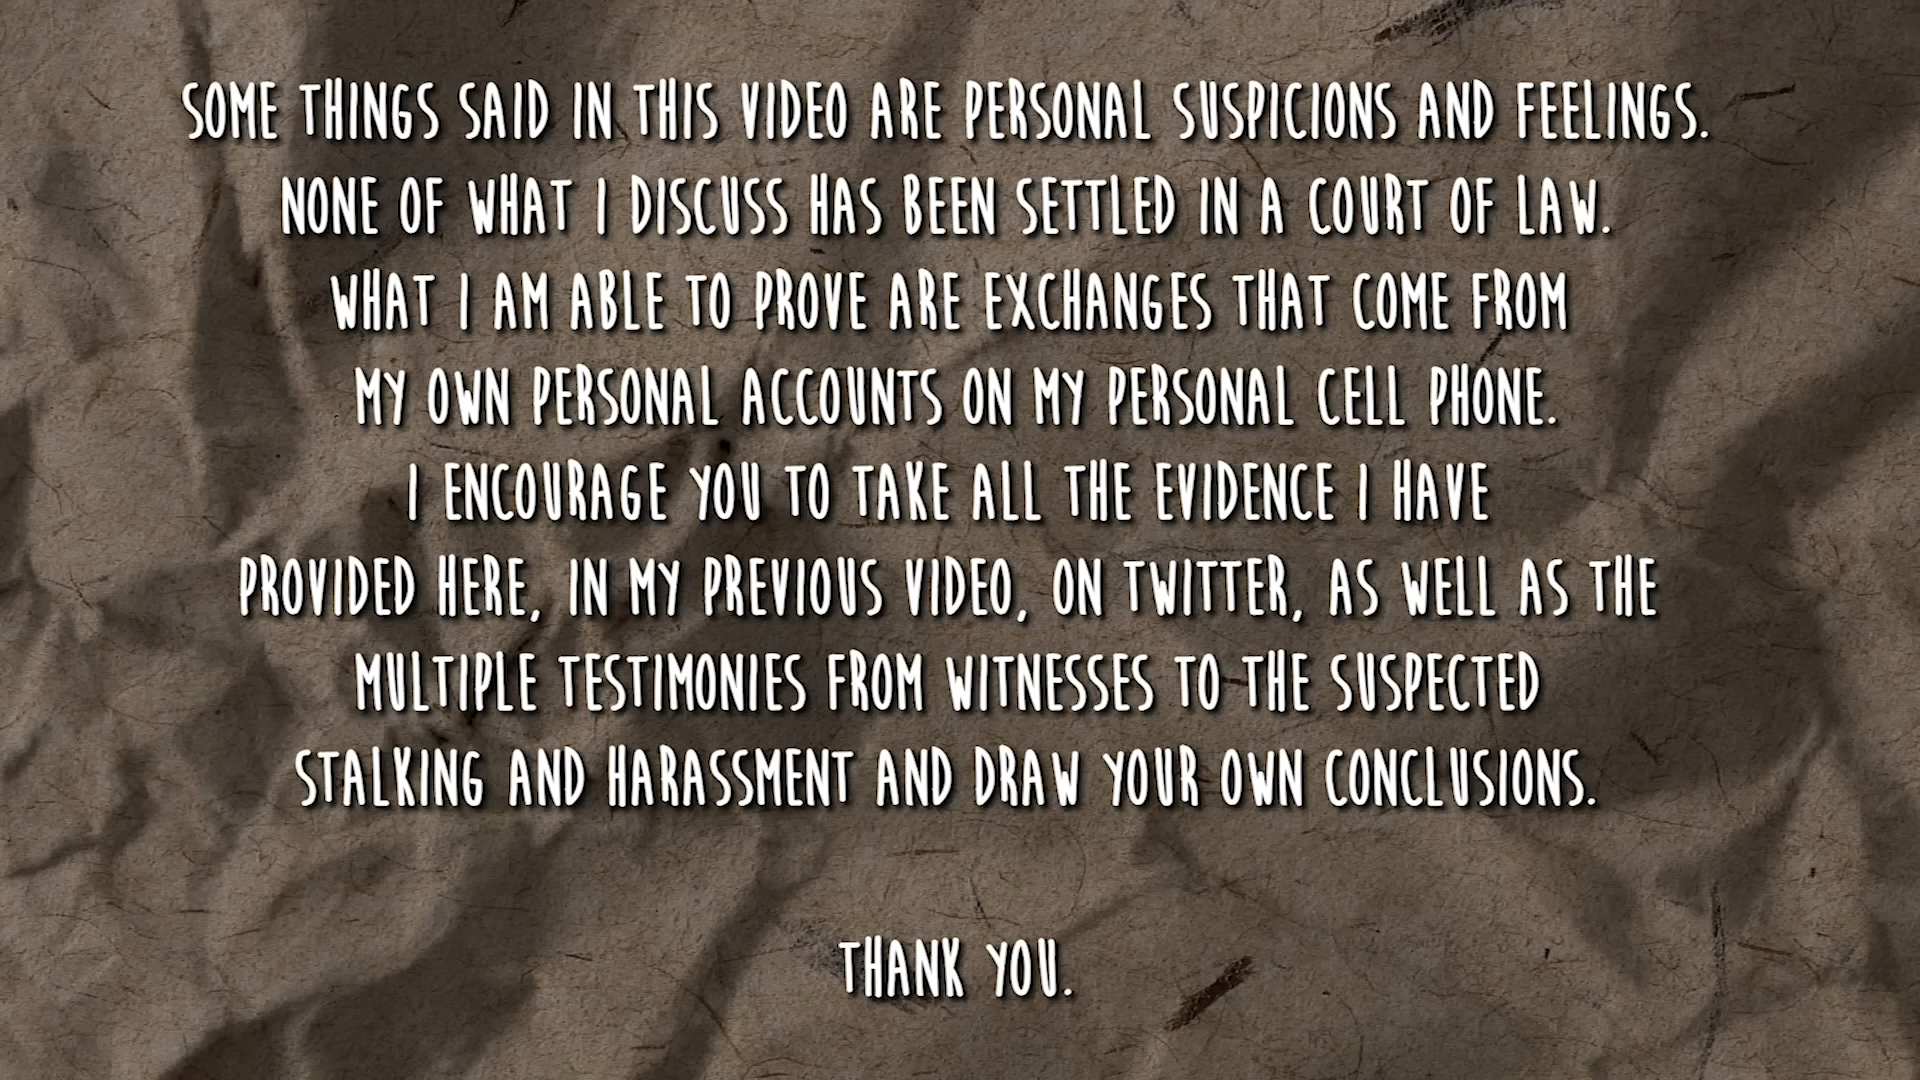 SOME THINGS SAID IN THIS VIDEO ARE PERSONAL SUSPICIONS AND FEELINGS.
NONE OF WHAT I DISCUSS HAS BEEN SETTLED IN A COURT OF LAW.
WHAT I AM ABLE TO PROVE ARE EXCHANGES THAT COME FROM
MY OWN PERSONAL ACCOUNTS ON MY PERSONAL CELL PHONE.
I ENCOURAGE YOU TO TAKE ALL THE EVIDENCE I HAVE
PROVIDED HERE, IN MY PREVIOUS VIDEO, ON TWITTER, AS WELL AS THE
MULTIPLE TESTIMONIES FROM WITNESSES TO THE SUSPECTED
STALKING AND HARASSMENT AND DRAW YOUR OWN CONCLUSIONS.
THANK YOU.